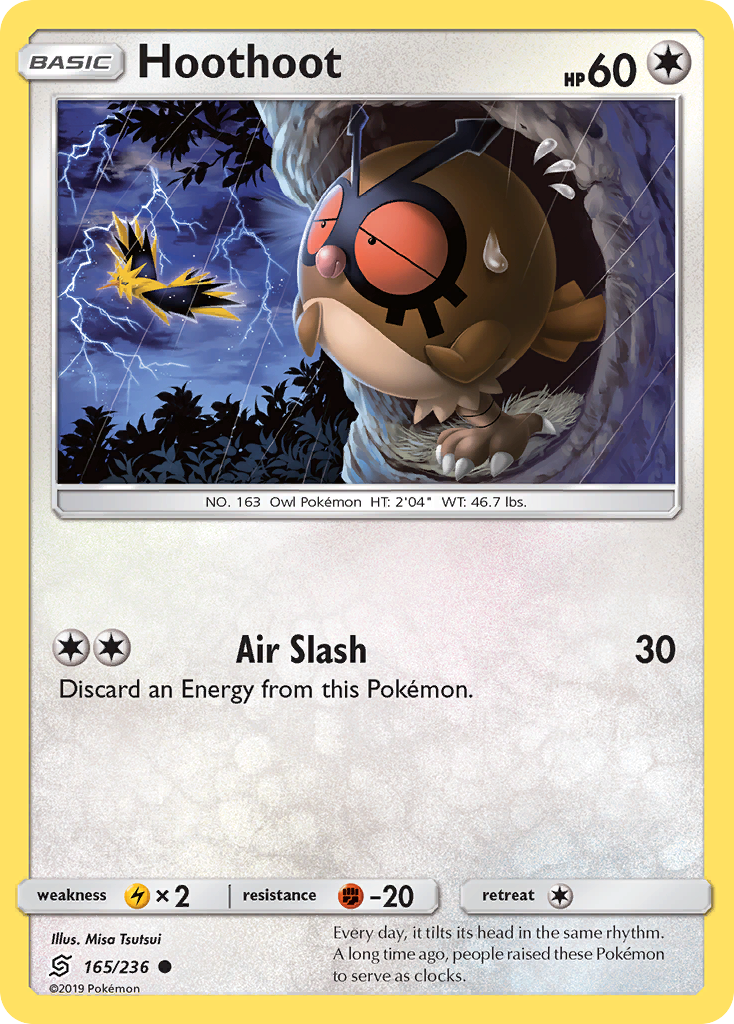 BASIC Hoothoot HP 60
NO. 163 Owl Pokémon HT: 2'04" WT: 46.7 lbs.
Air Slash 30
Discard an Energy from this Pokémon.
weakness × 2 resistance -20 retreat
Illus. Misa Tsutsui
165/236
©2019 Pokémon
Every day, it tilts its head in the same rhythm.
A long time ago, people raised these Pokémon
to serve as clocks.